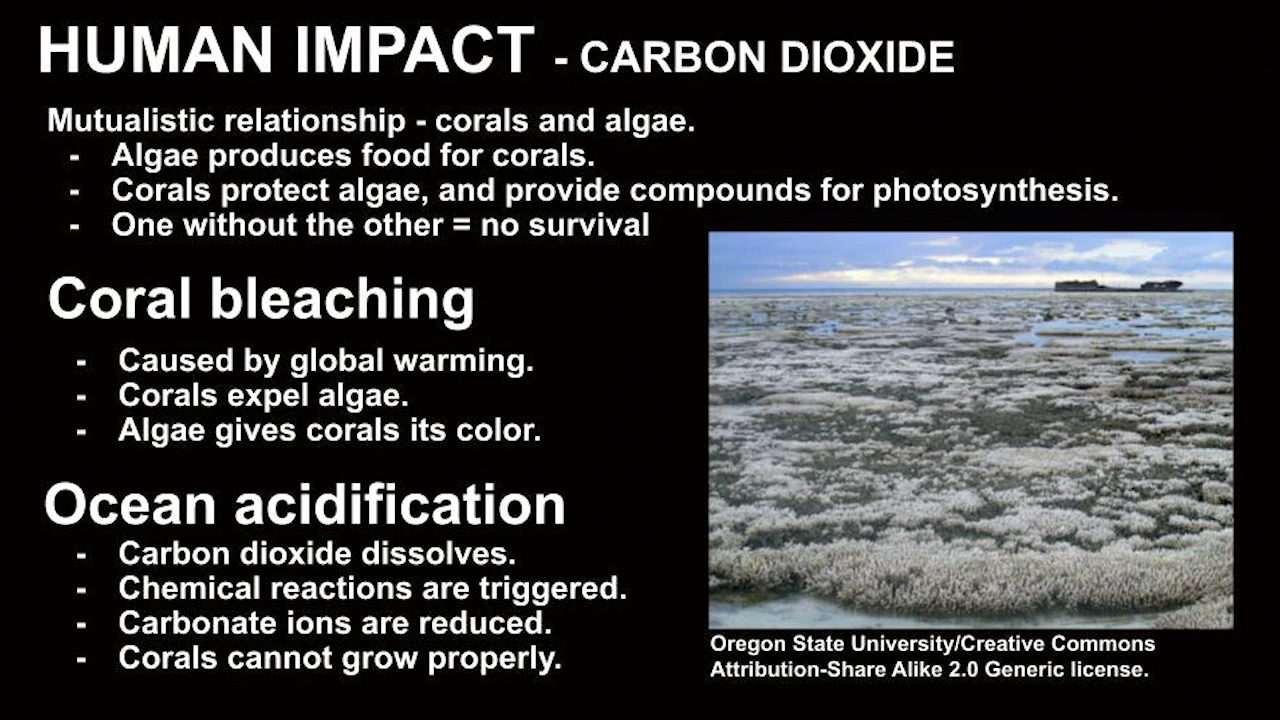 HUMAN IMPACT - CARBON DIOXIDE
Mutualistic relationship - corals and algae.
- Algae produces food for corals.
- Corals protect algae, and provide compounds for photosynthesis.
- One without the other = no survival
Coral bleaching
- Caused by global warming.
- Corals expel algae.
- Algae gives corals its color.
Ocean acidification
- Carbon dioxide dissolves.
- Chemical reactions are triggered.
- Carbonate ions are reduced.
- Corals cannot grow properly.
Oregon State University/Creative Commons
Attribution-Share Alike 2.0 Generic license.